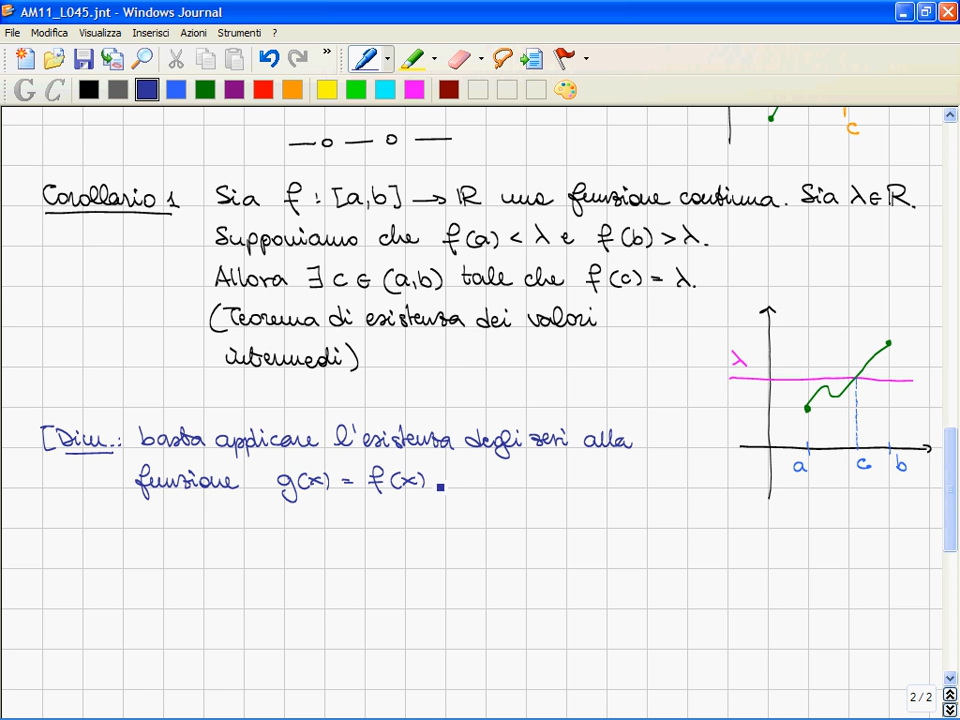 AM11_L045.jnt - Windows Journal
File Modifica Visualizza Inserisci Azioni Strumenti ?
G C
c
Corollario 1 Sia f : [a,b] → ℝ una funzione continua. Sia λ ∈ ℝ.
Supponiamo che f(a) < λ e f(b) > λ.
Allora ∃ c ∈ (a,b) tale che f(c) = λ.
(Teorema di esistenza dei valori
intermedi)
λ
a c b
[Dim.: basta applicare l'esistenza degli zeri alla
funzione g(x) = f(x)
2 / 2